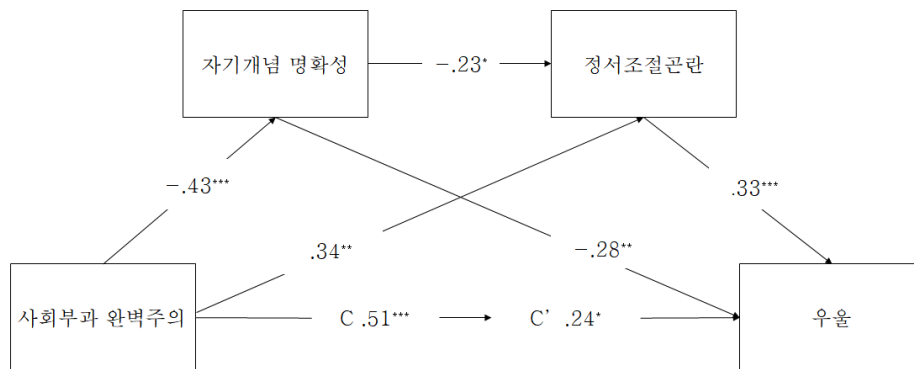 자기개념 명확성
-.23*
정서조절곤란
-.43***
.33***
.34**
-.28**
사회부과 완벽주의
C .51***
C’ .24*
우울